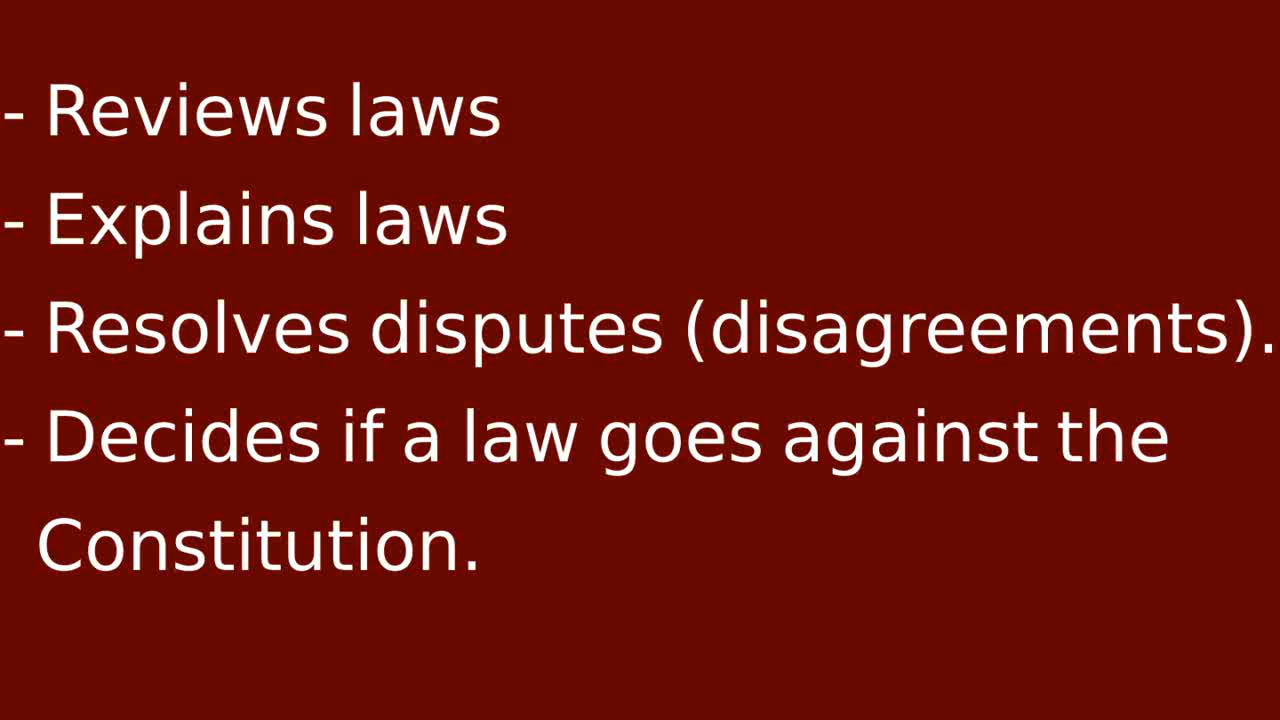 - Reviews laws
- Explains laws
- Resolves disputes (disagreements).
- Decides if a law goes against the
Constitution.